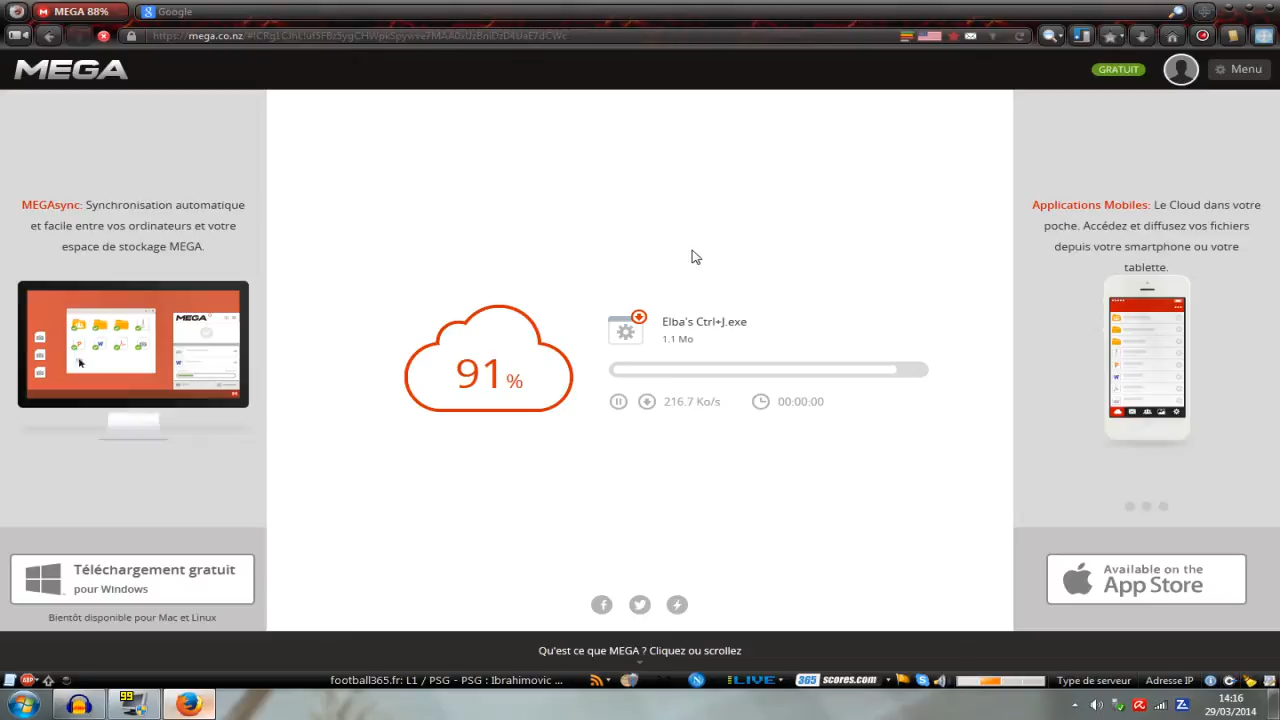 MEGA 88%
Google
https://mega.co.nz/
MEGA
GRATUIT
Menu
MEGAsync: Synchronisation automatique
et facile entre vos ordinateurs et votre
espace de stockage MEGA.
MEGA
Téléchargement gratuit
pour Windows
Bientôt disponible pour Mac et Linux
91 %
Elba's Ctrl+J.exe
1.1 Mo
216.7 Ko/s
00:00:00
Applications Mobiles: Le Cloud dans votre
poche. Accédez et diffusez vos fichiers
depuis votre smartphone ou votre
tablette.
Available on the
App Store
Qu'est ce que MEGA ? Cliquez ou scrollez
ABP
football365.fr: L1 / PSG - PSG : Ibrahimovic ...
LIVE
365scores.com
Type de serveur
Adresse IP
99
14:16
29/03/2014